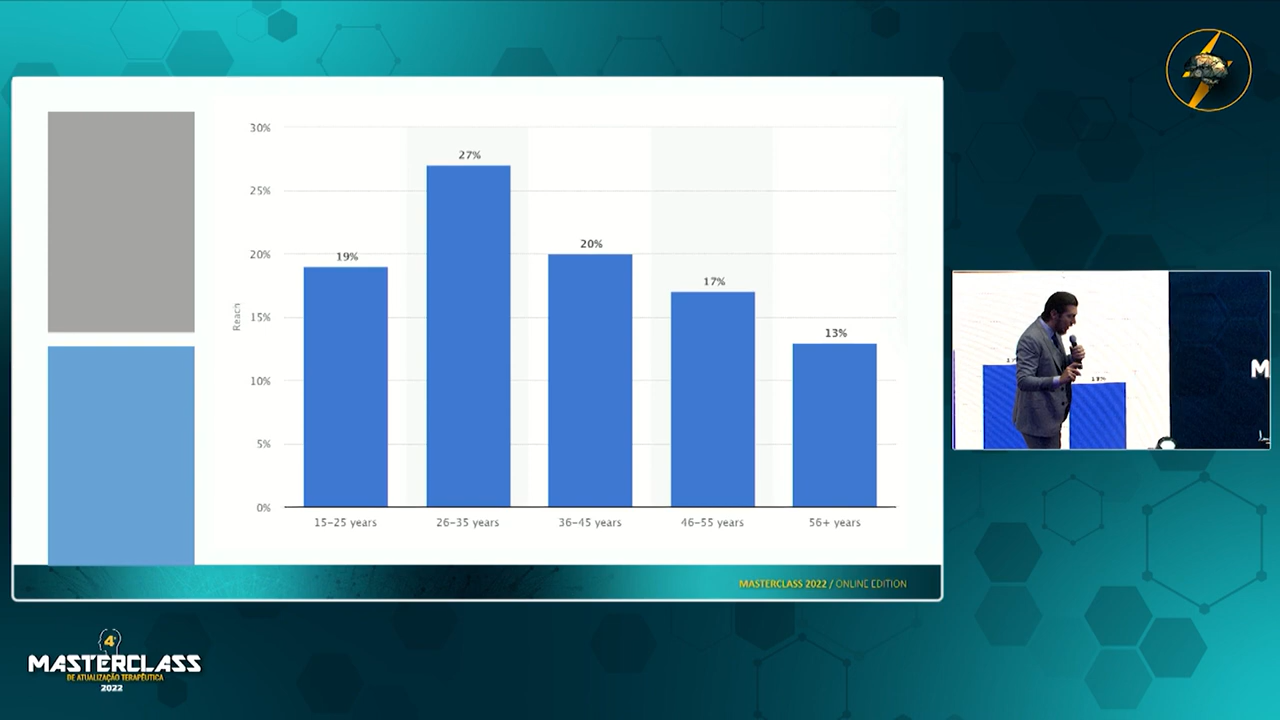 30%
25%
20%
15%
10%
5%
0%
Reach
19%
27%
20%
17%
13%
15–25 years
26–35 years
36–45 years
46–55 years
56+ years
MASTERCLASS 2022 / ONLINE EDITION
M
4ª
MASTERCLASS
DE ATUALIZAÇÃO TERAPÊUTICA
2022